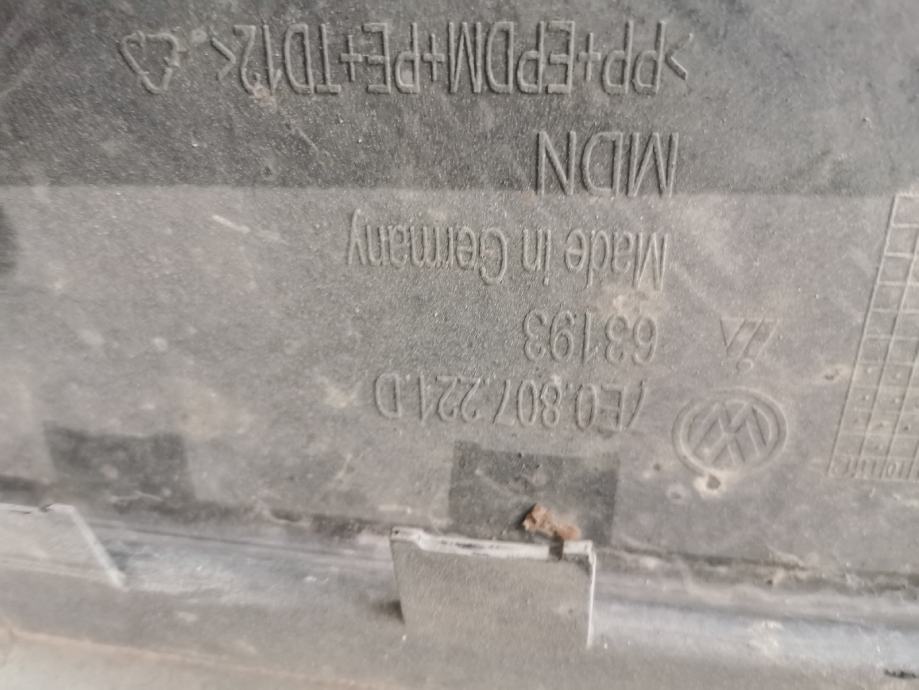 7E0.807.221.D
63193
Made in Germany
MDN
>PP+EPDM+PE+TD12<